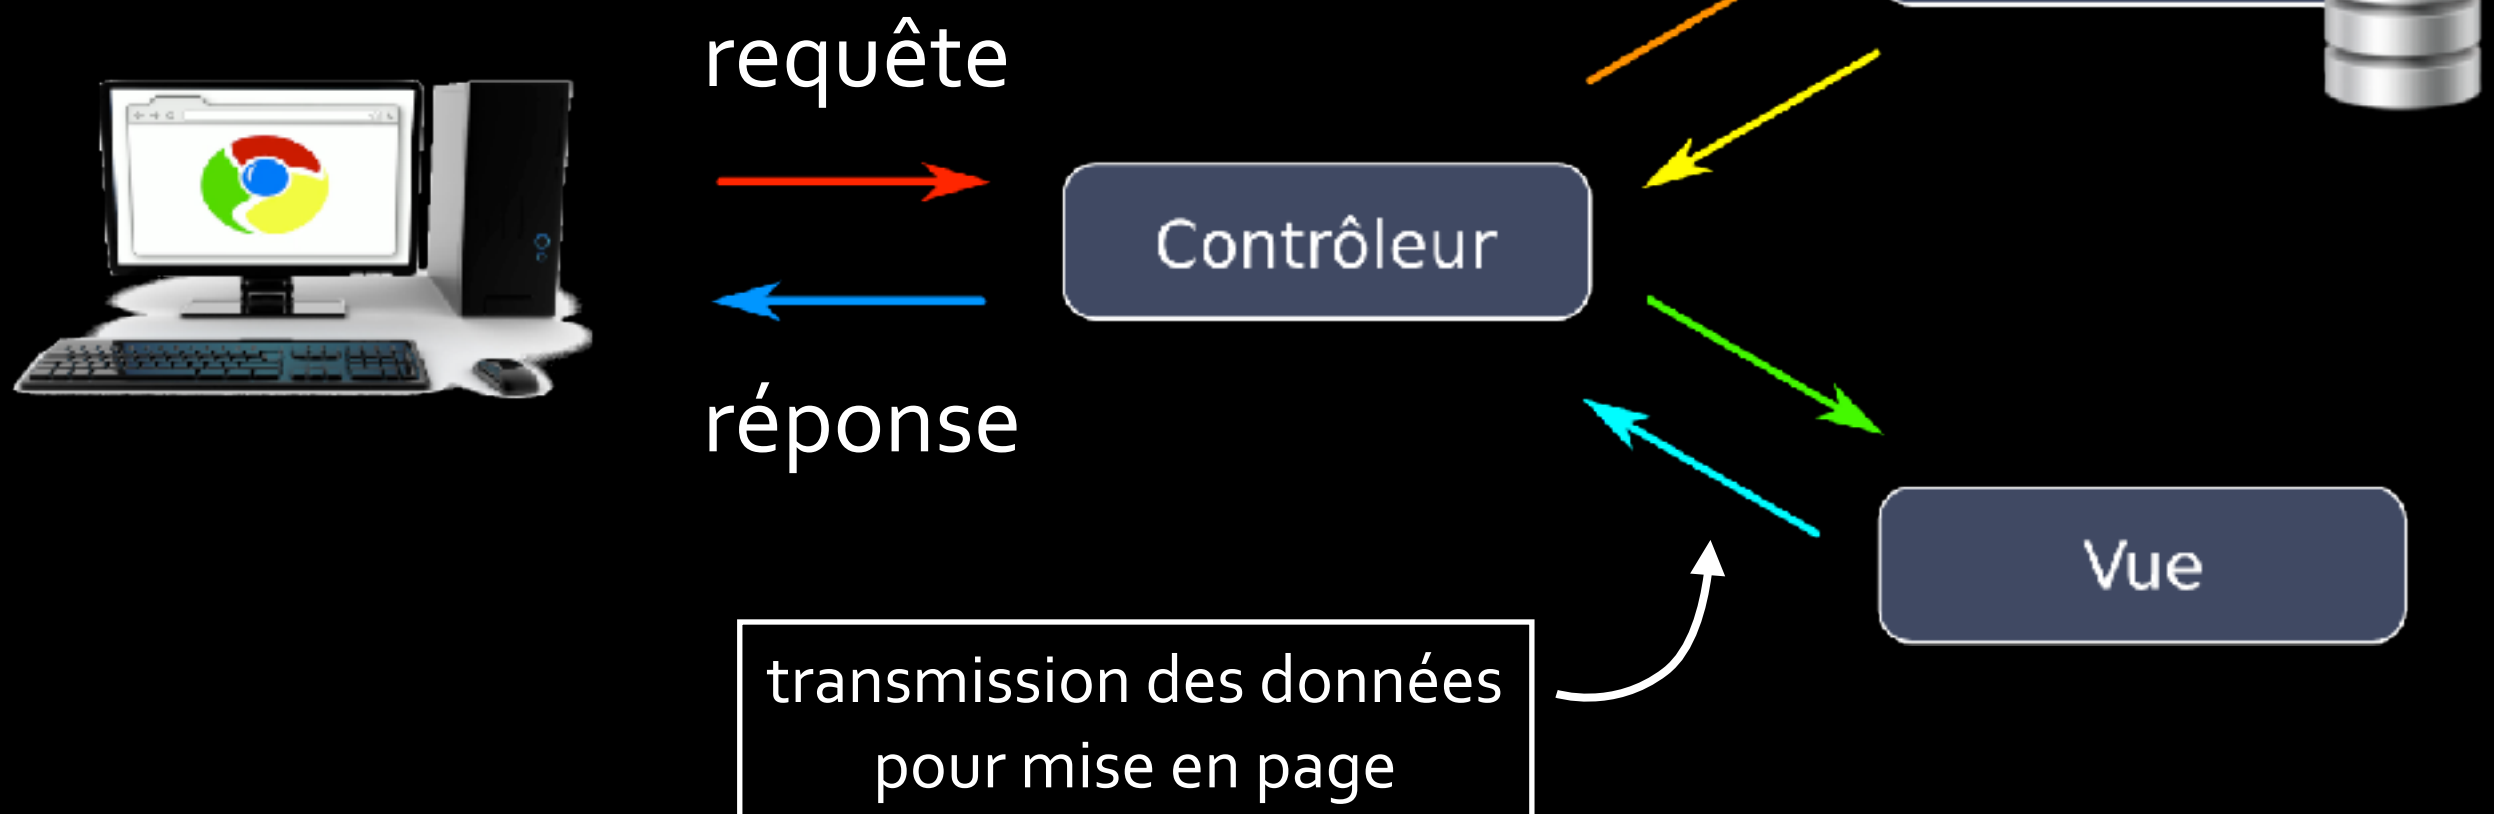 requête
Contrôleur
réponse
Vue
transmission des données
pour mise en page